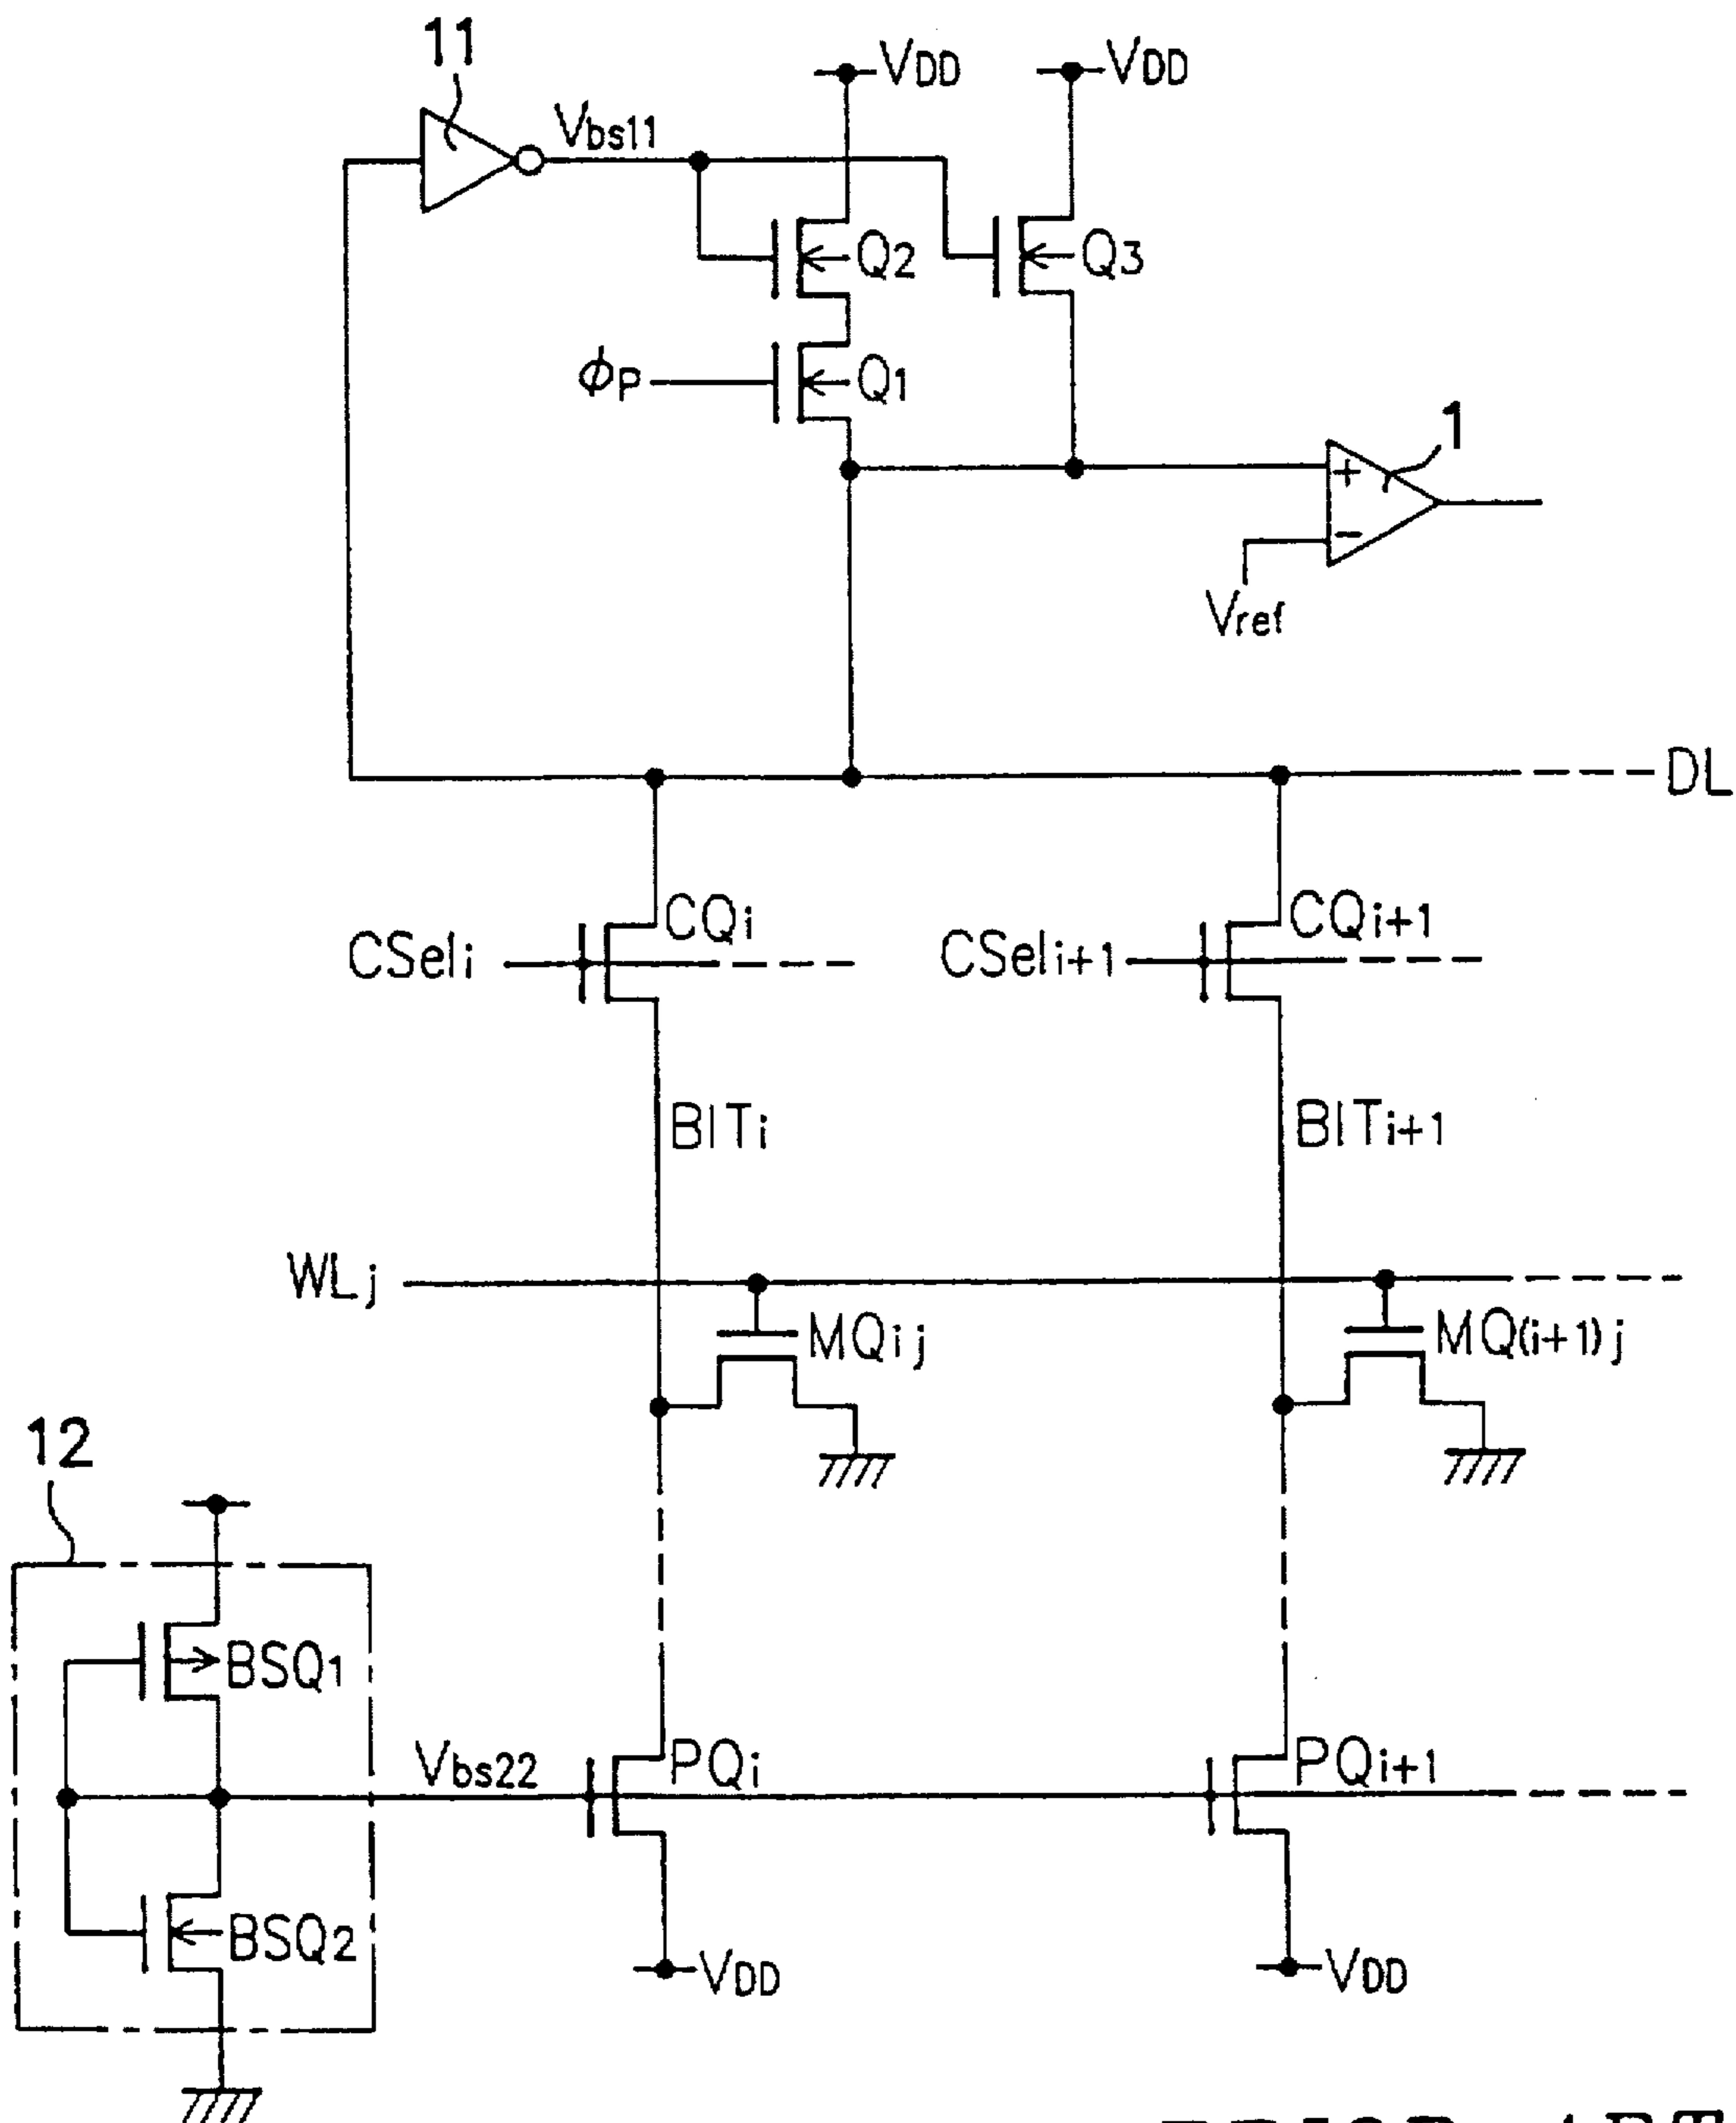 11
VDD
VDD
Vbs11
Q2
Q3
ϕP
Q1
1
+
-
Vref
DL
CQi
CQi+1
CSeli
CSeli+1
BITi
BITi+1
WLj
MQij
MQ(i+1)j
12
BSQ1
Vbs22
PQi
PQi+1
BSQ2
VDD
VDD